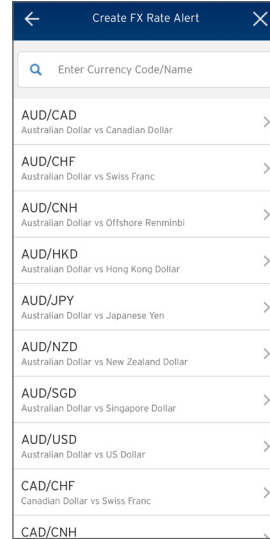 Create FX Rate Alert
Enter Currency Code/Name
AUD/CAD
Australian Dollar vs Canadian Dollar
AUD/CHF
Australian Dollar vs Swiss Franc
AUD/CNH
Australian Dollar vs Offshore Renminbi
AUD/HKD
Australian Dollar vs Hong Kong Dollar
AUD/JPY
Australian Dollar vs Japanese Yen
AUD/NZD
Australian Dollar vs New Zealand Dollar
AUD/SGD
Australian Dollar vs Singapore Dollar
AUD/USD
Australian Dollar vs US Dollar
CAD/CHF
Canadian Dollar vs Swiss Franc
CAD/CNH